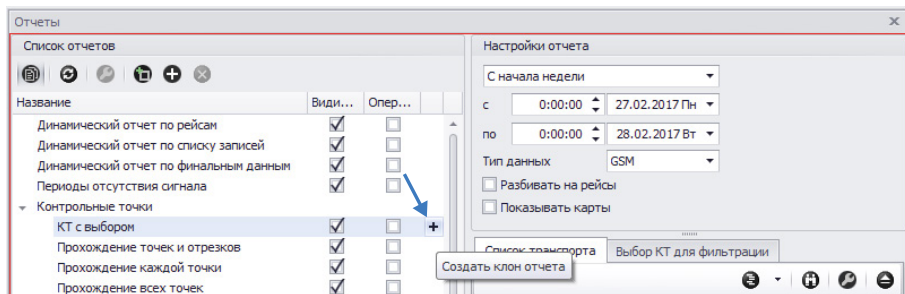 Отчеты
Список отчетов
Название Види... Опер...
Динамический отчет по рейсам
Динамический отчет по списку записей
Динамический отчет по финальным данным
Периоды отсутствия сигнала
Контрольные точки
КТ с выбором
Прохождение точек и отрезков
Прохождение каждой точки
Прохождение всех точек
Создать клон отчета
Настройки отчета
С начала недели
с 0:00:00 27.02.2017 Пн
по 0:00:00 28.02.2017 Вт
Тип данных GSM
Разбивать на рейсы
Показывать карты
Список транспорта Выбор КТ для фильтрации